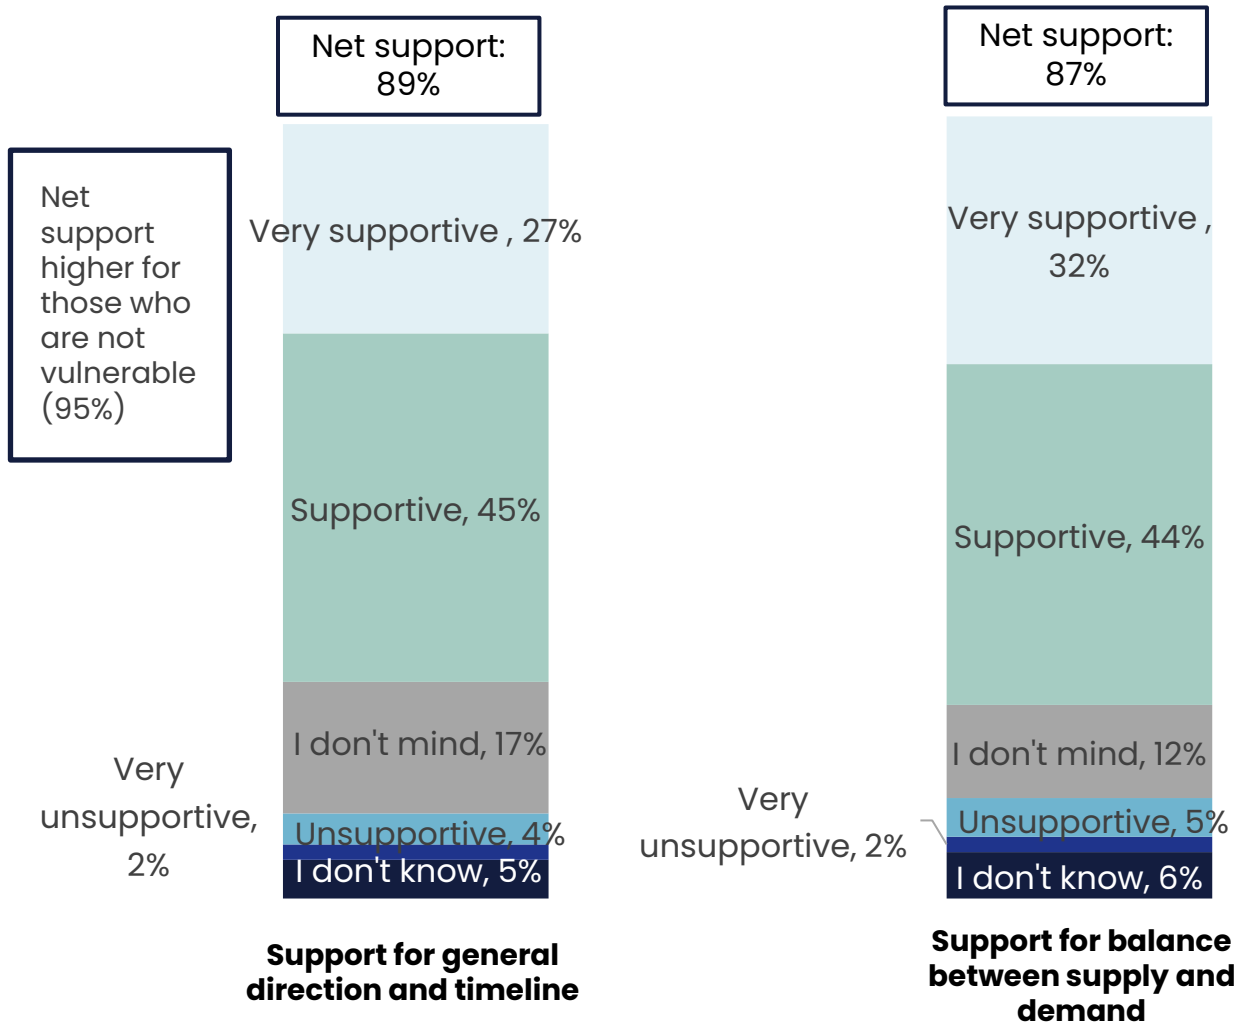 Net support:
89%
Net
support
higher for
those who
are not
vulnerable
(95%)
Very supportive , 27%
Supportive, 45%
I don't mind, 17%
Unsupportive, 4%
Very
unsupportive,
2%
I don't know, 5%
Support for general
direction and timeline
Net support:
87%
Very supportive ,
32%
Supportive, 44%
I don't mind, 12%
Unsupportive, 5%
Very
unsupportive, 2%
I don't know, 6%
Support for balance
between supply and
demand